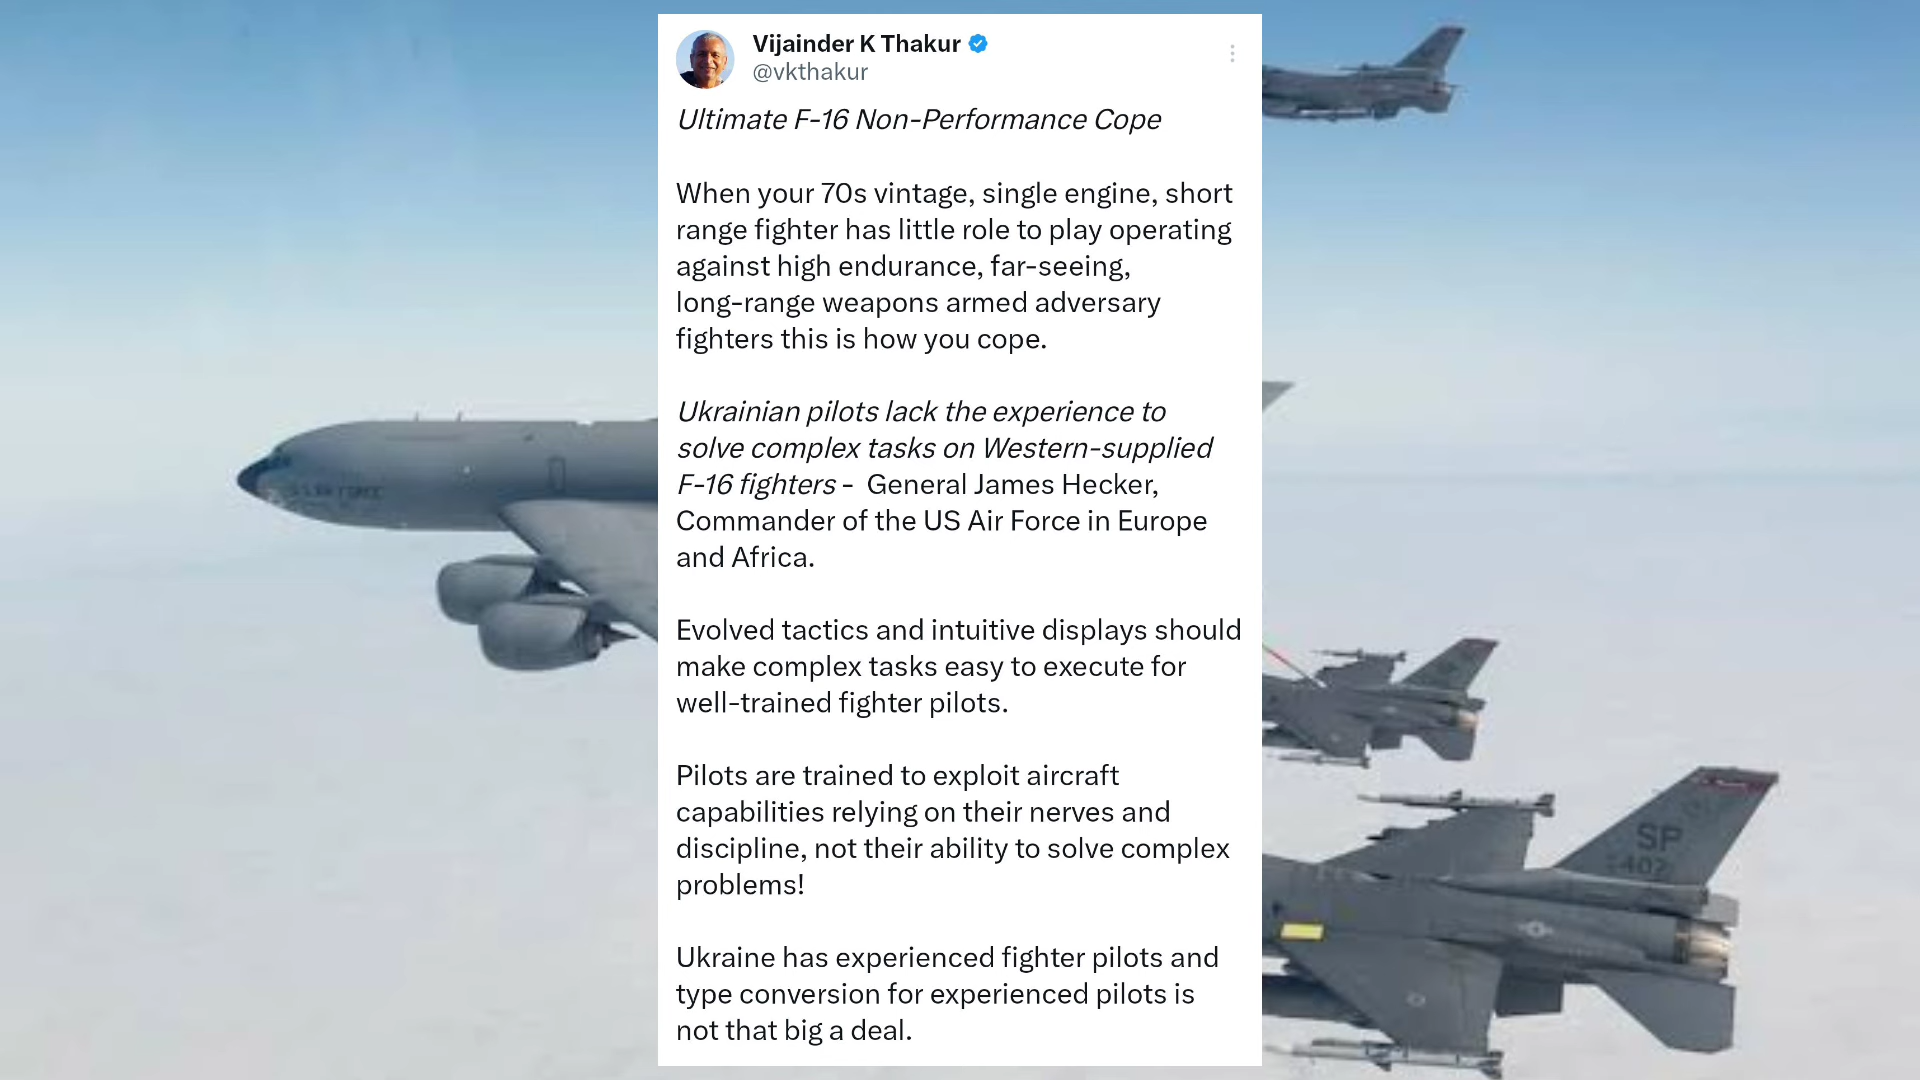 Vijainder K Thakur
@vkthakur
Ultimate F-16 Non-Performance Cope
When your 70s vintage, single engine, short
range fighter has little role to play operating
against high endurance, far-seeing,
long-range weapons armed adversary
fighters this is how you cope.
Ukrainian pilots lack the experience to
solve complex tasks on Western-supplied
F-16 fighters - General James Hecker,
Commander of the US Air Force in Europe
and Africa.
Evolved tactics and intuitive displays should
make complex tasks easy to execute for
well-trained fighter pilots.
Pilots are trained to exploit aircraft
capabilities relying on their nerves and
discipline, not their ability to solve complex
problems!
Ukraine has experienced fighter pilots and
type conversion for experienced pilots is
not that big a deal.
SP
407